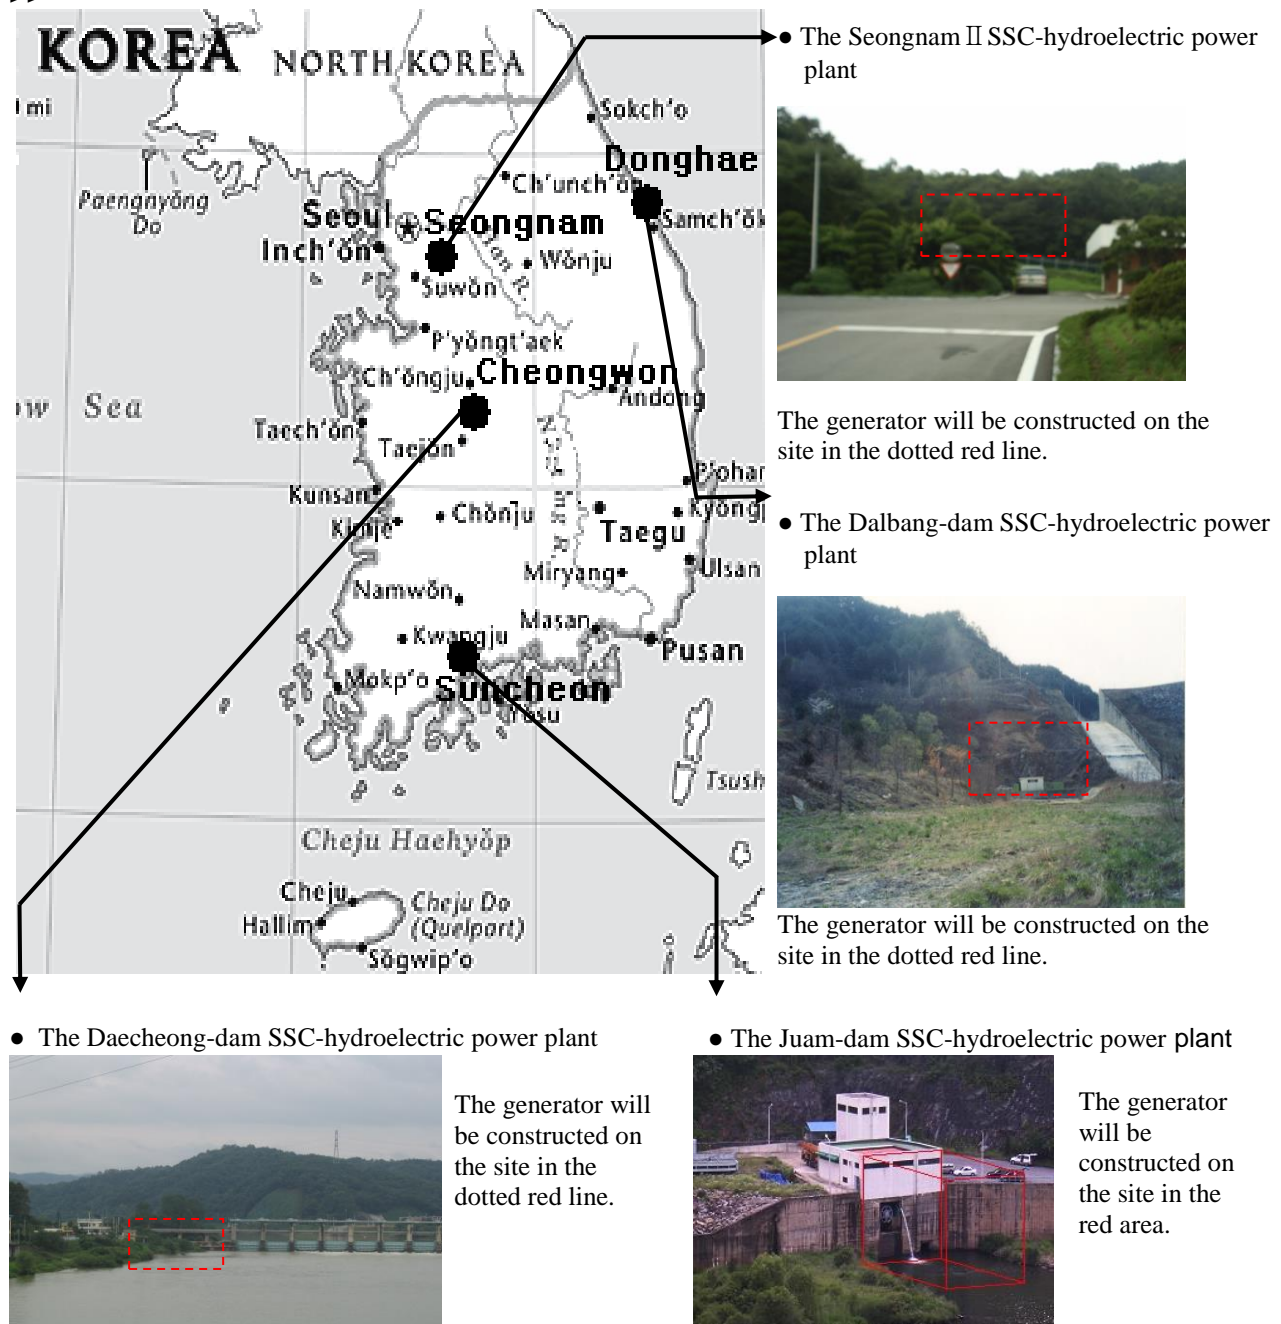 KOREA
NORTH KOREA
mi
Sokch'o
Donghae
Ch'unch'ŏn
Paengnyŏng
Do
Seoul
Seongnam
Samch'ŏk
Inch'ŏn
Han R.
Wŏnju
Suwŏn
P'yŏngt'aek
Ch'ŏngju
Cheongwon
Andong
ow Sea
Taech'ŏn
Taejŏn
P'ohan
Kunsan
Kyŏngj
Kimje
Chŏnju
Taegu
Ulsan
Miryang
Namwŏn
Masan
Kwangju
Pusan
Mokp'o
Suncheon
Yŏsu
Tsush
Cheju Haehyŏp
Cheju
Cheju Do
Hallim
(Quelpart)
Sŏgwip'o
● The Seongnam Ⅱ SSC-hydroelectric power
plant
The generator will be constructed on the
site in the dotted red line.
● The Dalbang-dam SSC-hydroelectric power
plant
The generator will be constructed on the
site in the dotted red line.
● The Daecheong-dam SSC-hydroelectric power plant
The generator will
be constructed on
the site in the
dotted red line.
● The Juam-dam SSC-hydroelectric power plant
The generator
will be
constructed on
the site in the
red area.